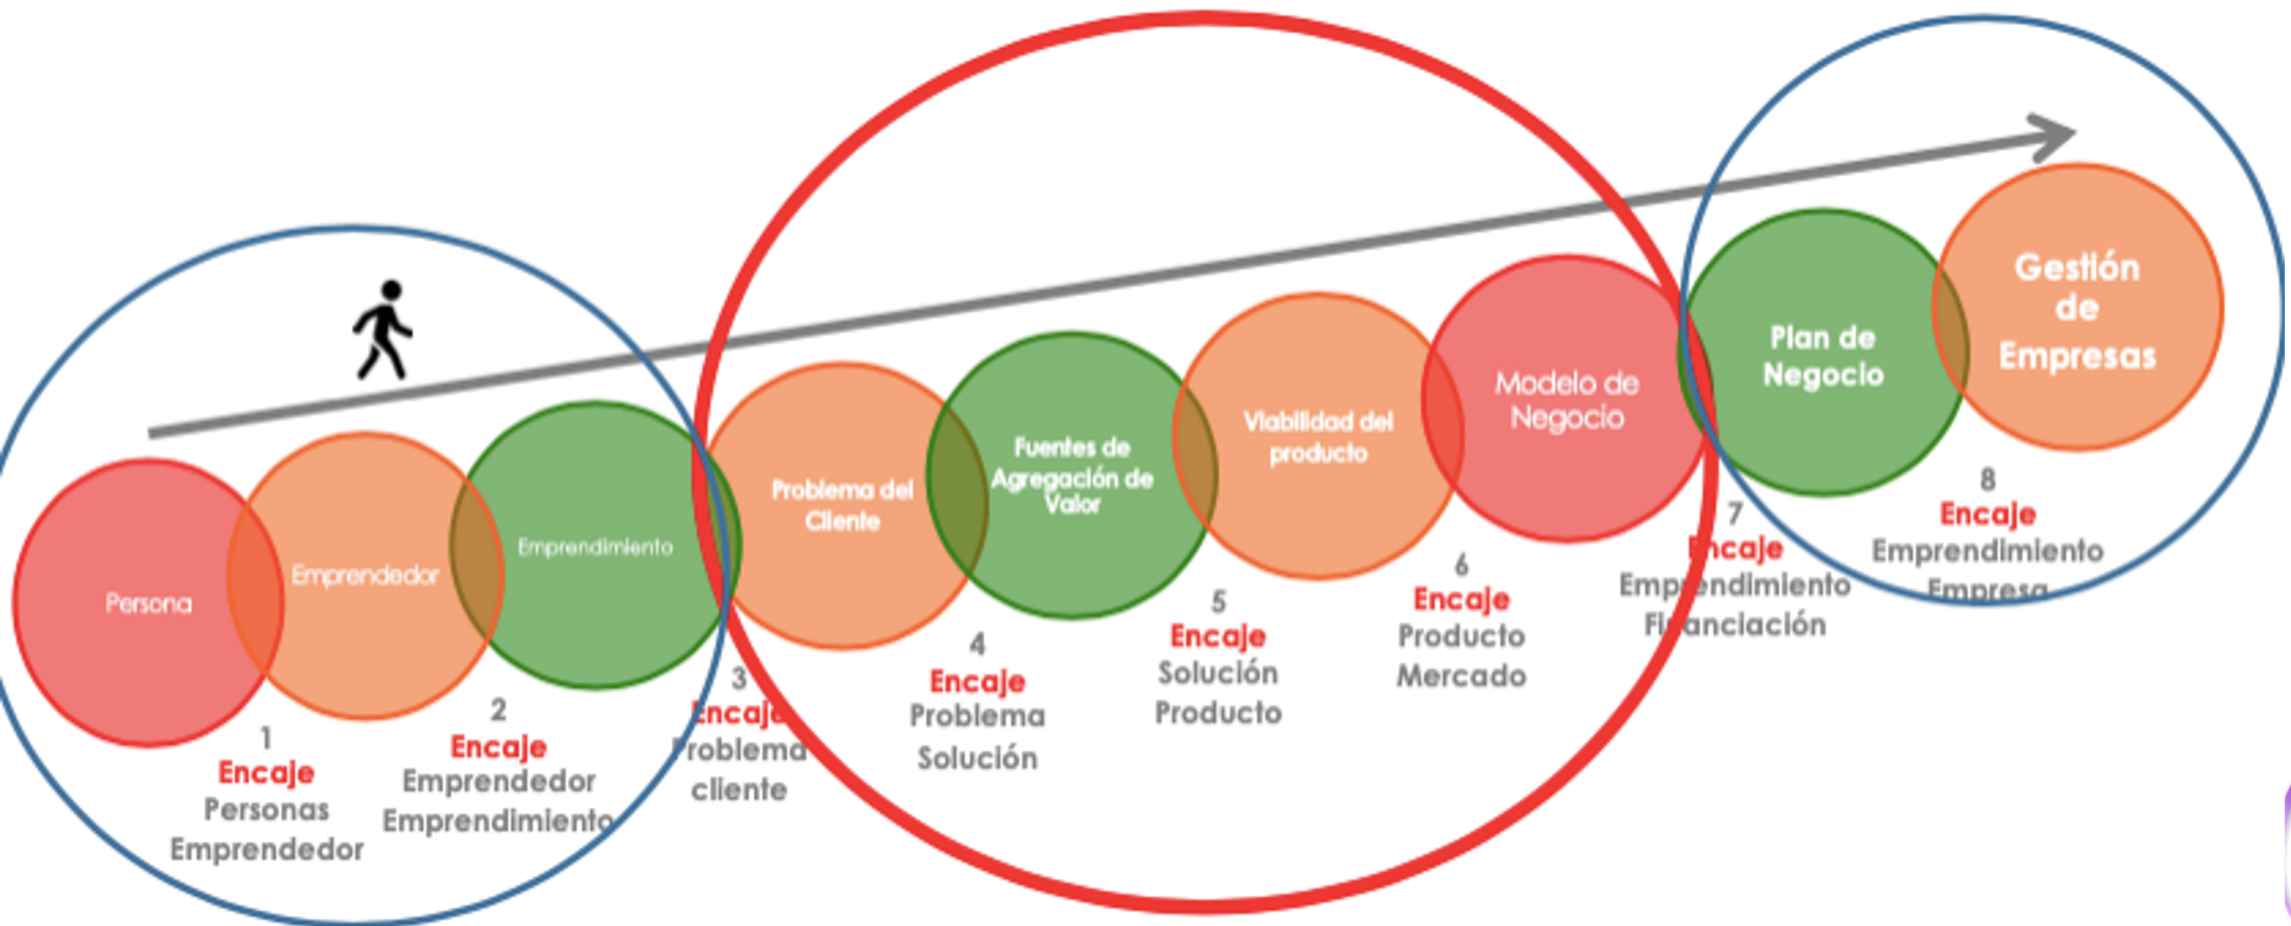 Persona
Emprendedor
Emprendimiento
Problema del
Cliente
Fuentes de
Agregación de
Valor
Viabilidad del
producto
Modelo de
Negocio
Plan de
Negocio
Gestión
de
Empresas
1
Encaje
Personas
Emprendedor
2
Encaje
Emprendedor
Emprendimiento
3
Encaje
Problema
cliente
4
Encaje
Problema
Solución
5
Encaje
Solución
Producto
6
Encaje
Producto
Mercado
7
Encaje
Emprendimiento
Financiación
8
Encaje
Emprendimiento
Empresa